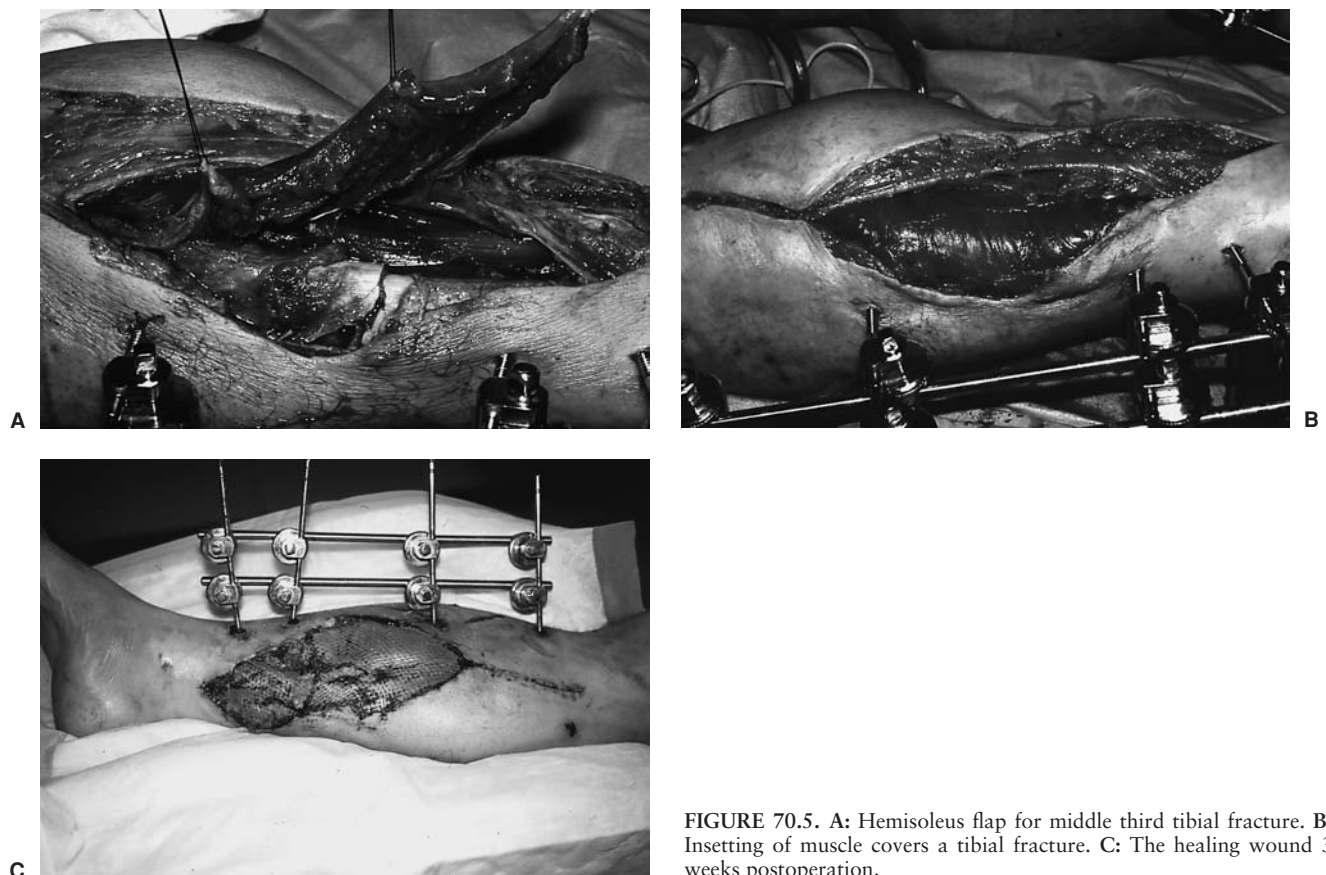 A
B
C
FIGURE 70.5. A: Hemisoleus flap for middle third tibial fracture. B
Insetting of muscle covers a tibial fracture. C: The healing wound 3
weeks postoperation.